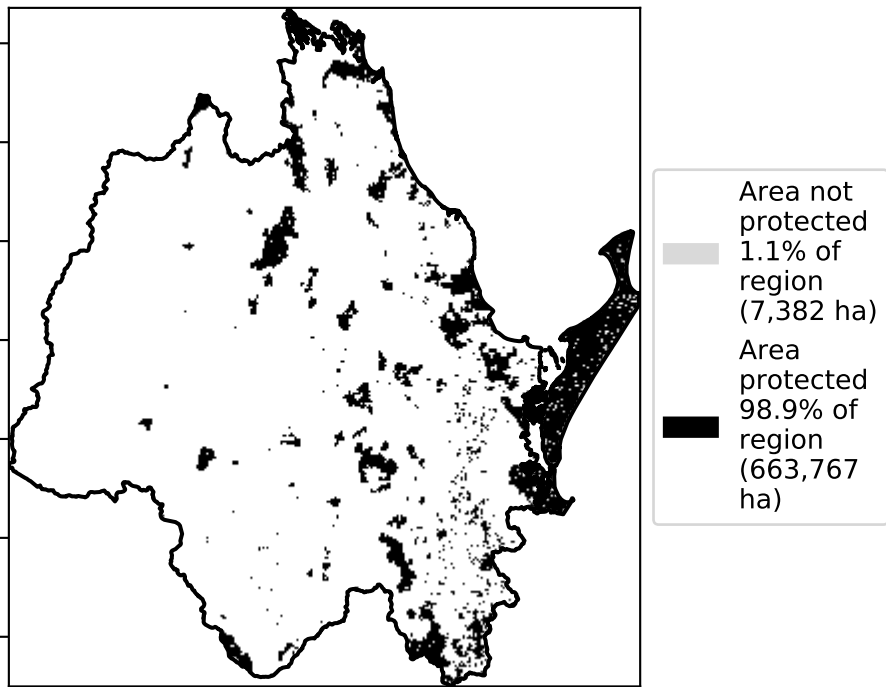 Area not
protected
1.1% of
region
(7,382 ha)
Area
protected
98.9% of
region
(663,767
ha)